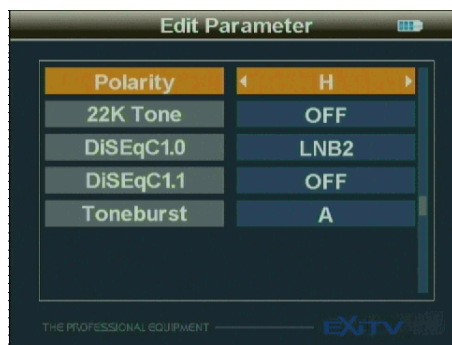 Edit Parameter
Polarity H
22K Tone OFF
DiSEqC1.0 LNB2
DiSEqC1.1 OFF
Toneburst A
THE PROFESSIONAL EQUIPMENT EXiTV